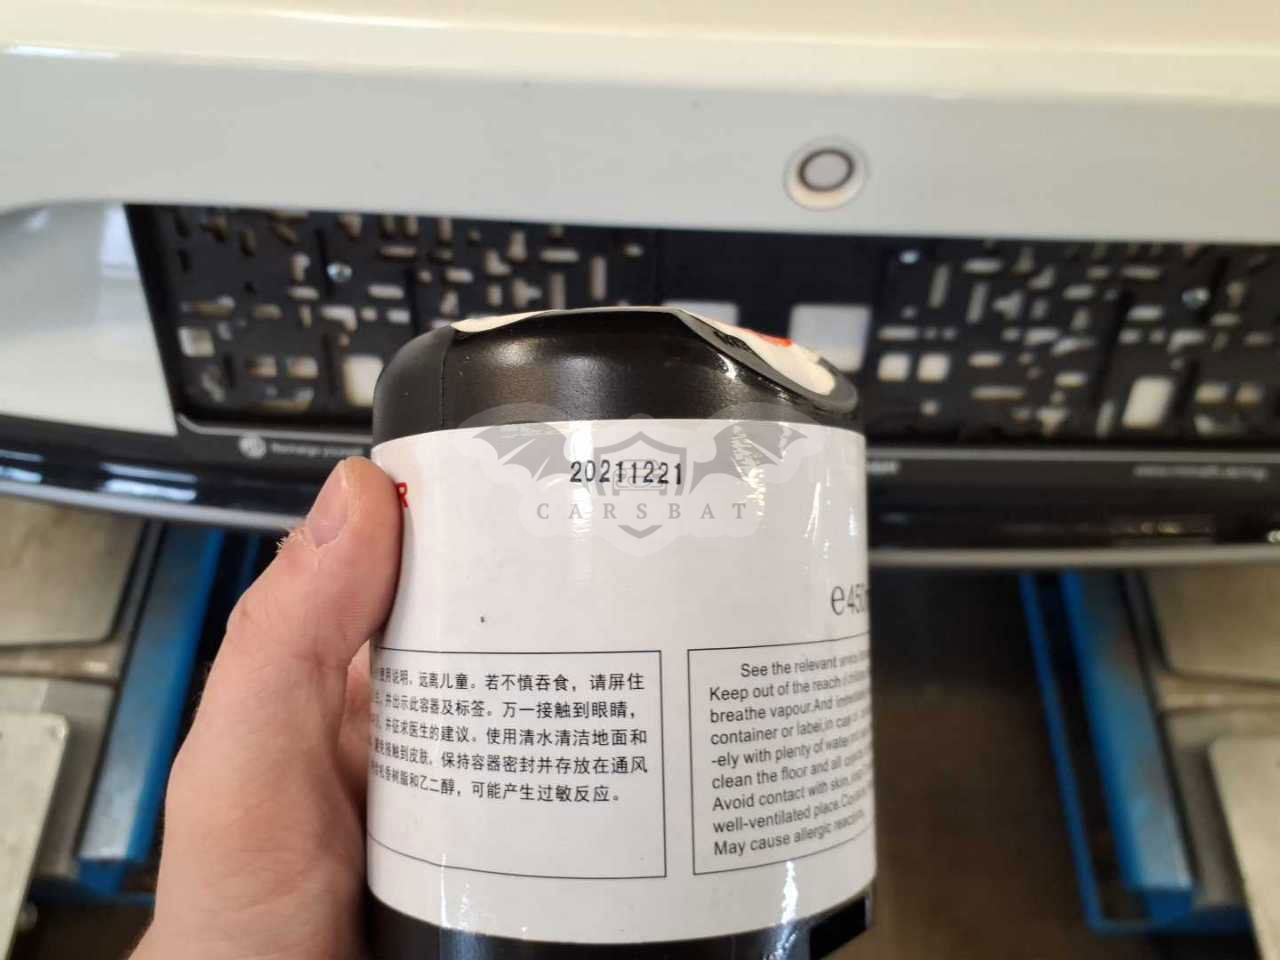 20211221
CARSBAT
R
e450
使用说明。远离儿童。若不慎吞食，请屏住
并出示此容器及标签。万一接触到眼睛，
并征求医生的建议。使用清水清洁地面和
避免接触到皮肤，保持容器密封并存放在通风
树脂和乙二醇，可能产生过敏反应。
See the relevant
Keep out of the reach
breathe vapour.And
container or label,in case
-ely with plenty of water
clean the floor and all
Avoid contact with skin,
well-ventilated place.
May cause allergic